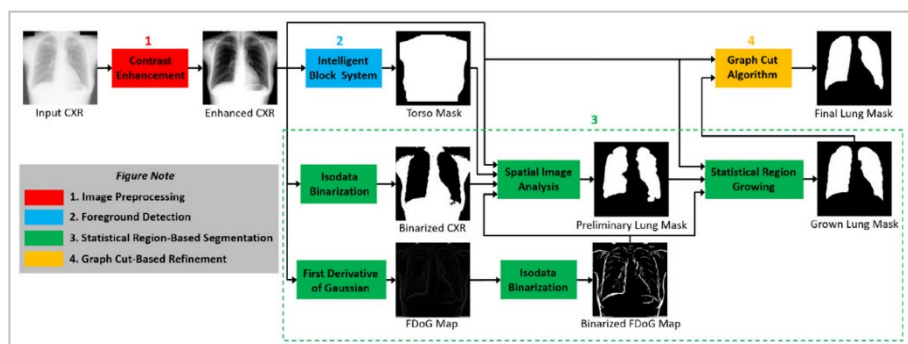 1
2
4
Contrast
Enhancement
Intelligent
Block System
Graph Cut
Algorithm
Input CXR
Enhanced CXR
Torso Mask
Final Lung Mask
3
Isodata
Binarization
Spatial Image
Analysis
Statistical Region
Growing
Binarized CXR
Preliminary Lung Mask
Grown Lung Mask
First Derivative
of Gaussian
Isodata
Binarization
FDoG Map
Binarized FDoG Map
Figure Note
1. Image Preprocessing
2. Foreground Detection
3. Statistical Region-Based Segmentation
4. Graph Cut-Based Refinement